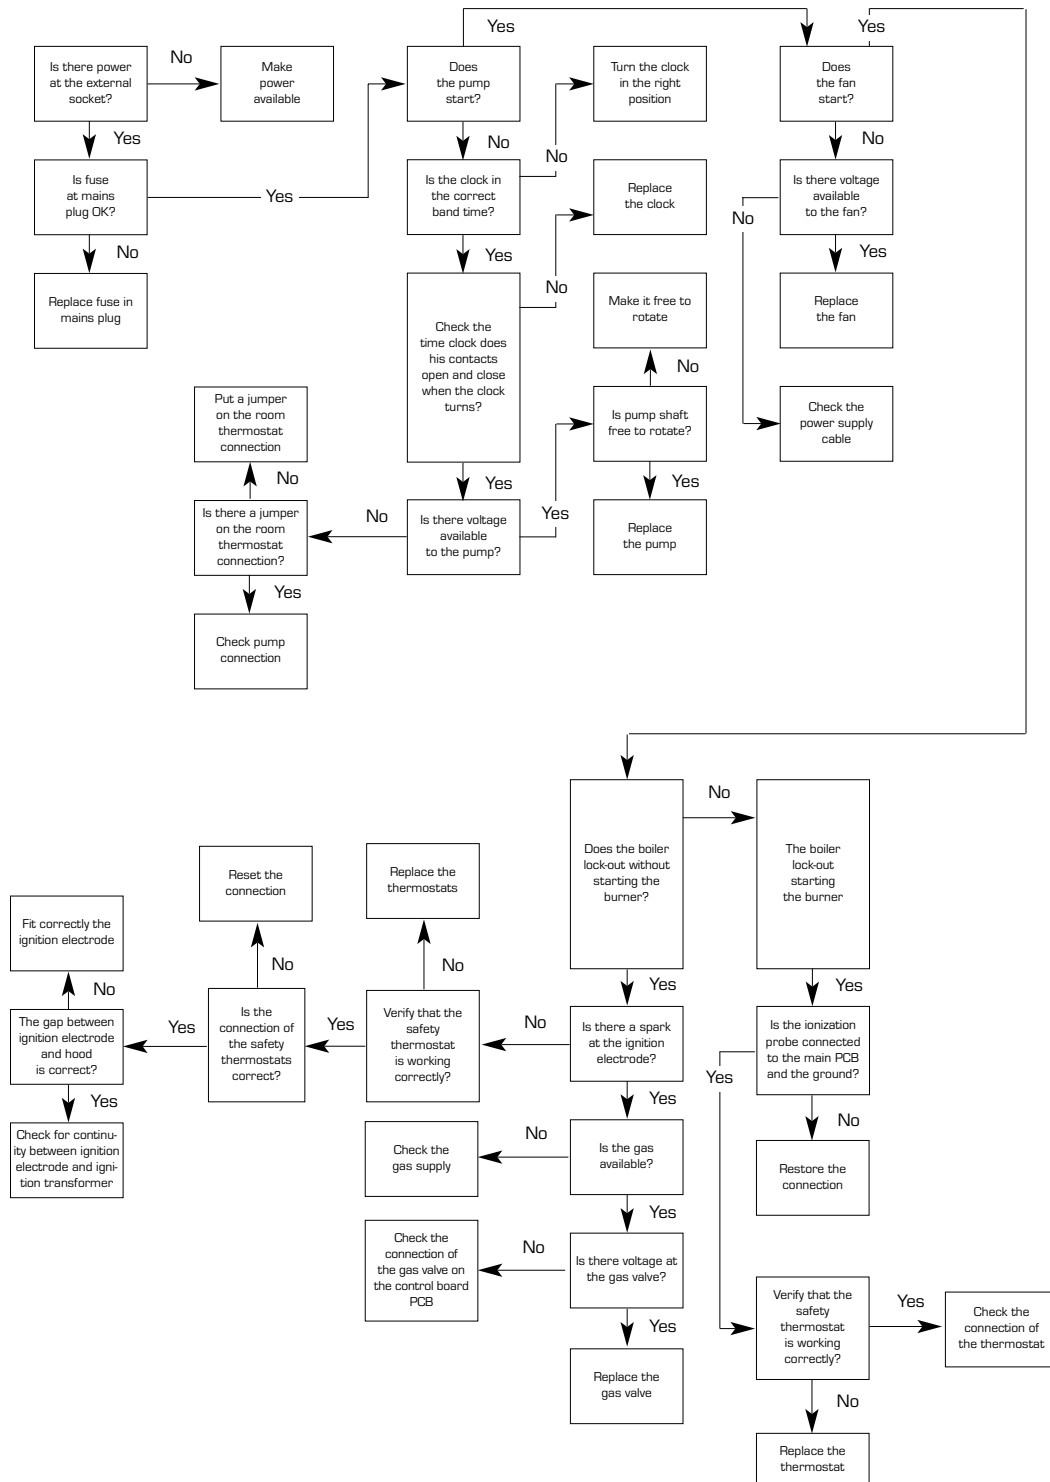 Yes
Yes
Is there power
at the external
socket?
No
Make
power
available
Does
the pump
start?
Turn the clock
in the right
position
Does
the fan
start?
Yes
No
No
No
Is fuse
at mains
plug OK?
Yes
Is the clock in
the correct
band time?
Replace
the clock
Is there voltage
available
to the fan?
No
No
Yes
Yes
Replace fuse in
mains plug
Check the
time clock does
his contacts
open and close
when the clock
turns?
No
Make it free to
rotate
Replace
the fan
No
Put a jumper
on the room
thermostat
connection
Is pump shaft
free to rotate?
Check the
power supply
cable
No
Yes
Yes
Is there a jumper
on the room
thermostat
connection?
No
Is there voltage
available
to the pump?
Yes
Replace
the pump
Yes
Check pump
connection
Does the boiler
lock-out without
starting the
burner?
No
The boiler
lock-out
starting
the burner
Reset the
connection
Replace the
thermostats
Fit correctly the
ignition electrode
No
No
No
Yes
Yes
The gap between
ignition electrode
and hood
is correct?
Yes
Is the
connection of
the safety
thermostats
correct?
Yes
Verify that the
safety
thermostat
is working
correctly?
No
Is there a spark
at the ignition
electrode?
Is the ionization
probe connected
to the main PCB
and the ground?
Yes
Yes
Yes
No
Check for continu-
ity between ignition
electrode and igni-
tion transformer
Check the
gas supply
No
Is the gas
available?
Restore the
connection
Yes
Check the
connection of
the gas valve on
the control board
PCB
No
Is there voltage at
the gas valve?
Verify that the
safety
thermostat
is working
correctly?
Yes
Check the
connection of
the thermostat
Yes
Replace the
gas valve
No
Replace the
thermostat